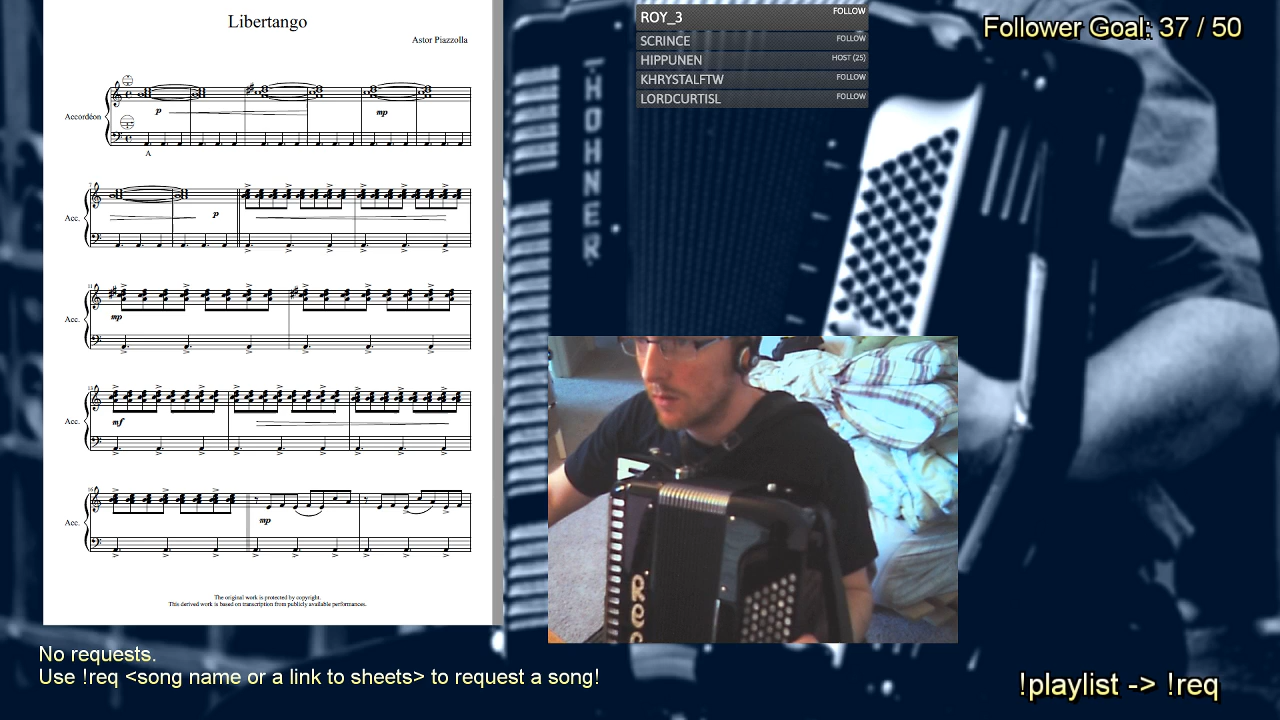 Libertango
Astor Piazzolla
Accordéon
p
mp
A
Acc.
p
Acc.
mp
Acc.
mf
Acc.
mp
The original work is protected by copyright.
This derived work is based on transcription from publicly available performances.
HOHNER
ROY_3 FOLLOW
SCRINCE FOLLOW
HIPPUNEN HOST (25)
KHRYSTALFTW FOLLOW
LORDCURTISL FOLLOW
Follower Goal: 37 / 50
No requests.
Use !req <song name or a link to sheets> to request a song!
!playlist -> !req